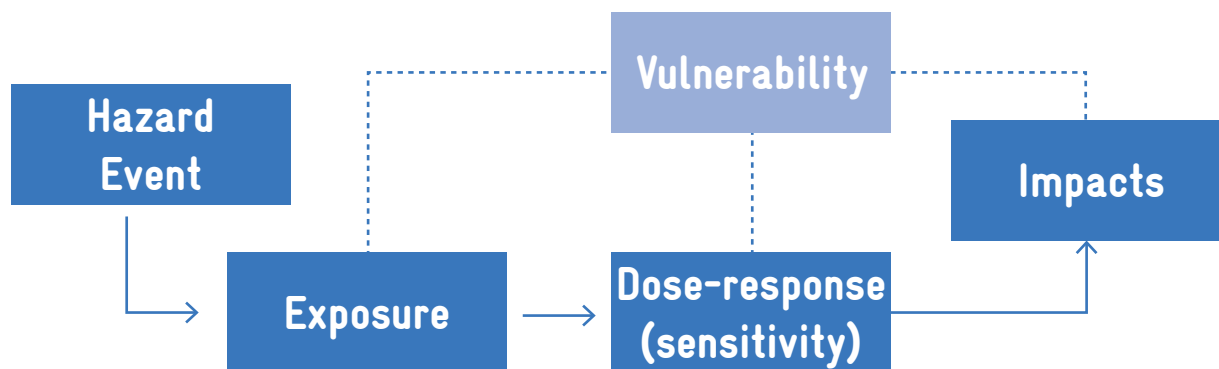 Vulnerability
Hazard
Event
Impacts
Exposure
Dose-response
(sensitivity)